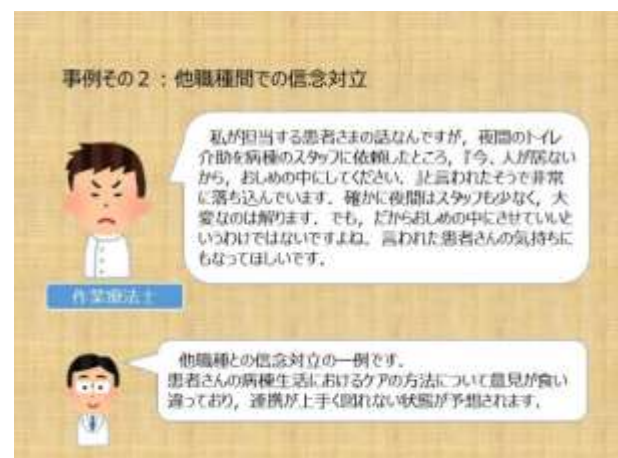 事例その2：他職種間での信念対立
私が担当する患者さまの話なんですが，夜間のトイレ
介助を病種のスタッフに依頼したところ，『今、人が居ない
から，おしめの中にしてください．』と言われたそうで非常
に落ち込んでいます．確かに夜間はスタッフも少なく，大
変なのは解ります．でも，だからおしめの中にさせていいと
いうわけではないですよね．言われた患者さんの気持ちに
もなってほしいです．
作業療法士
他職種との信念対立の一例です．
患者さんの病種生活におけるケアの方法について意見が食い
違っており，連携が上手く図れない状態が予想されます．